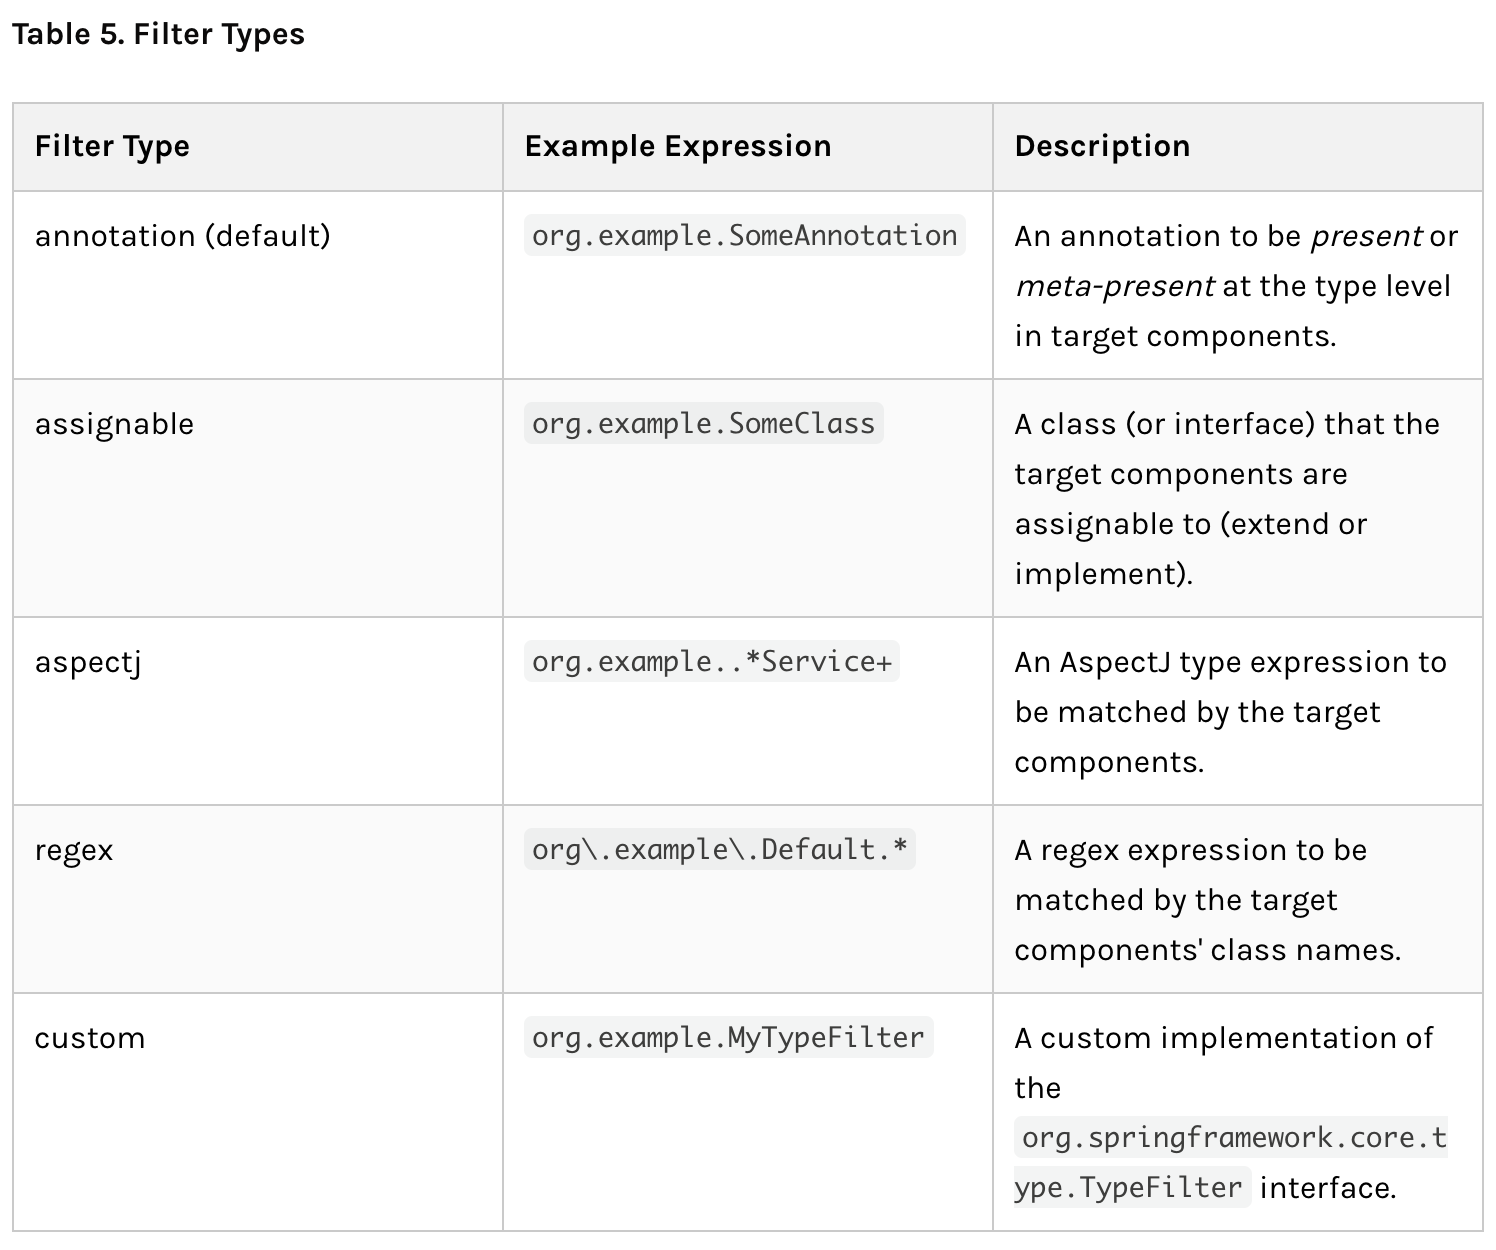 Table 5. Filter Types
Filter Type
Example Expression
Description
annotation (default)
org.example.SomeAnnotation
An annotation to be present or
meta-present at the type level
in target components.
assignable
org.example.SomeClass
A class (or interface) that the
target components are
assignable to (extend or
implement).
aspectj
org.example..*Service+
An AspectJ type expression to
be matched by the target
components.
regex
org\.example\.Default.*
A regex expression to be
matched by the target
components' class names.
custom
org.example.MyTypeFilter
A custom implementation of
the
org.springframework.core.t
ype.TypeFilter interface.